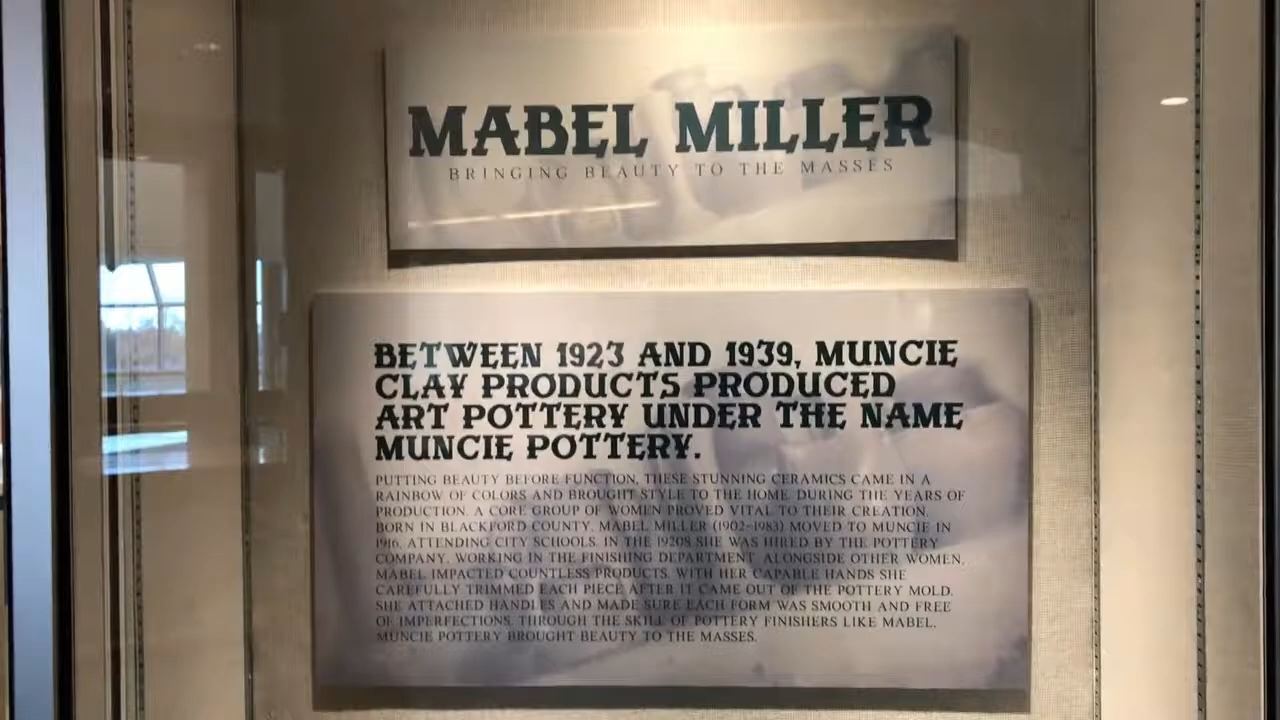 MABEL MILLER
BRINGING BEAUTY TO THE MASSES
BETWEEN 1923 AND 1939, MUNCIE
CLAY PRODUCTS PRODUCED
ART POTTERY UNDER THE NAME
MUNCIE POTTERY.
PUTTING BEAUTY BEFORE FUNCTION, THESE STUNNING CERAMICS CAME IN A
RAINBOW OF COLORS AND BROUGHT STYLE TO THE HOME. DURING THE YEARS OF
PRODUCTION, A CORE GROUP OF WOMEN PROVED VITAL TO THEIR CREATION.
BORN IN BLACKFORD COUNTY, MABEL MILLER (1902-1983) MOVED TO MUNCIE IN
1916, ATTENDING CITY SCHOOLS. IN THE 1920S SHE WAS HIRED BY THE POTTERY
COMPANY, WORKING IN THE FINISHING DEPARTMENT. ALONGSIDE OTHER WOMEN,
MABEL IMPACTED COUNTLESS PRODUCTS. WITH HER CAPABLE HANDS SHE
CAREFULLY TRIMMED EACH PIECE AFTER IT CAME OUT OF THE POTTERY MOLD.
SHE ATTACHED HANDLES AND MADE SURE EACH FORM WAS SMOOTH AND FREE
OF IMPERFECTIONS. THROUGH THE SKILL OF POTTERY FINISHERS LIKE MABEL,
MUNCIE POTTERY BROUGHT BEAUTY TO THE MASSES.